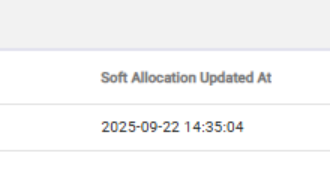 Soft Allocation Updated At
2025-09-22 14:35:04